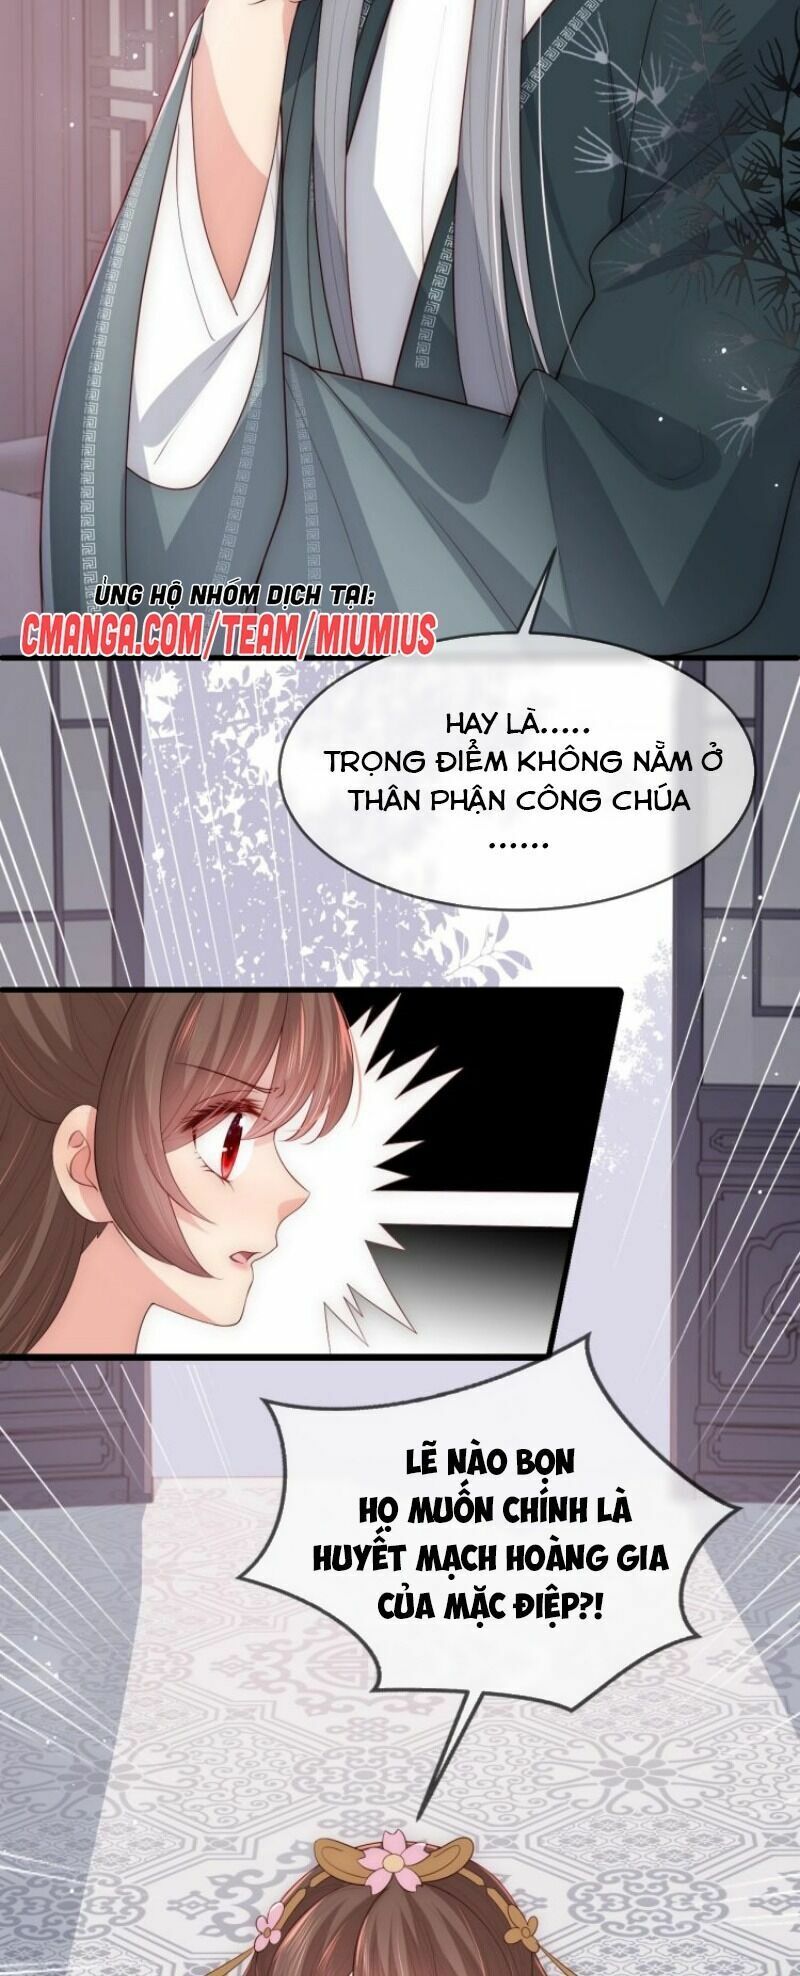 ỦNG HỘ NHÓM DỊCH TẠI:
CMANGA.COM/TEAM/MIUMIUS
HAY LÀ.....
TRỌNG ĐIỂM KHÔNG NẰM Ở
THÂN PHẬN CÔNG CHÚA
......
LẼ NÀO BỌN
HỌ MUỐN CHÍNH LÀ
HUYẾT MẠCH HOÀNG GIA
CỦA MẶC ĐIỆP?!